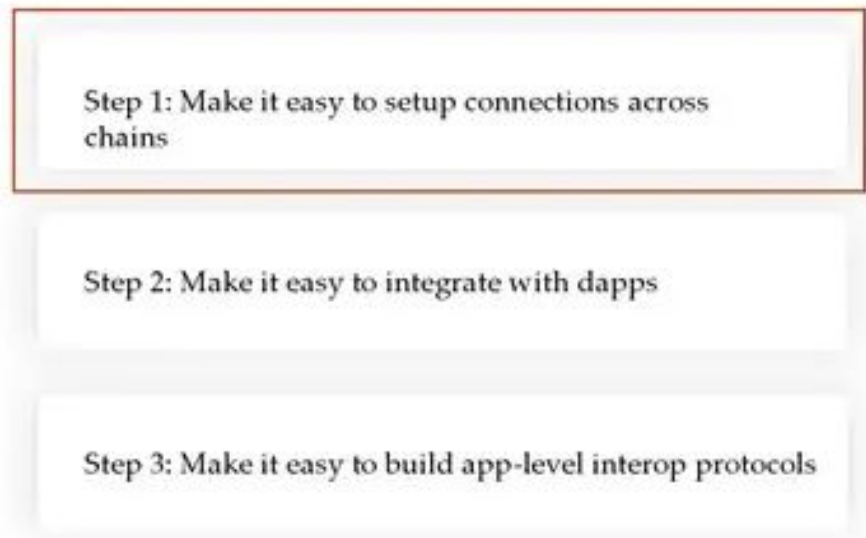 Step 1: Make it easy to setup connections across
chains
Step 2: Make it easy to integrate with dapps
Step 3: Make it easy to build app-level interop protocols